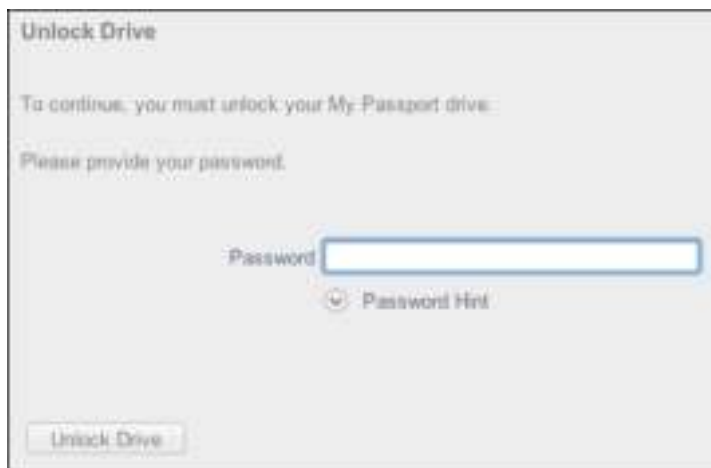 Unlock Drive
To continue, you must unlock your My Passport drive.
Please provide your password.
Password
Password Hint
Unlock Drive